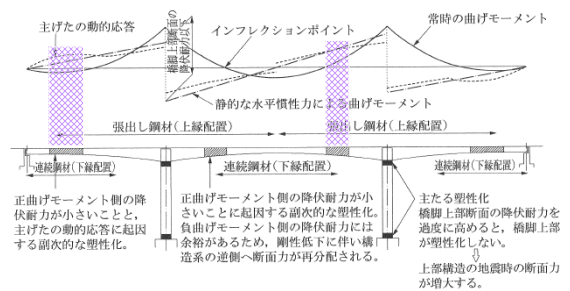 主げたの動的応答
橋脚上部断面の
降伏耐力以下
インフレクションポイント
常時の曲げモーメント
静的な水平慣性力による曲げモーメント
張出し鋼材(上縁配置)
張出し鋼材(上縁配置)
連続鋼材(下縁配置)
連続鋼材(下縁配置)
連続鋼材(下縁配置)
正曲げモーメント側の降
伏耐力が小さいことと,
主げたの動的応答に起因
する副次的な塑性化。
正曲げモーメント側の降伏耐力が小
さいことに起因する副次的な塑性化。
負曲げモーメント側の降伏耐力には
余裕があるため, 剛性低下に伴い構
造系の逆側へ断面力が再分配される。
主たる塑性化
橋脚上部断面の降伏耐力を
過度に高めると, 橋脚上部
が塑性化しない。
⇩
上部構造の地震時の断面力
が増大する。